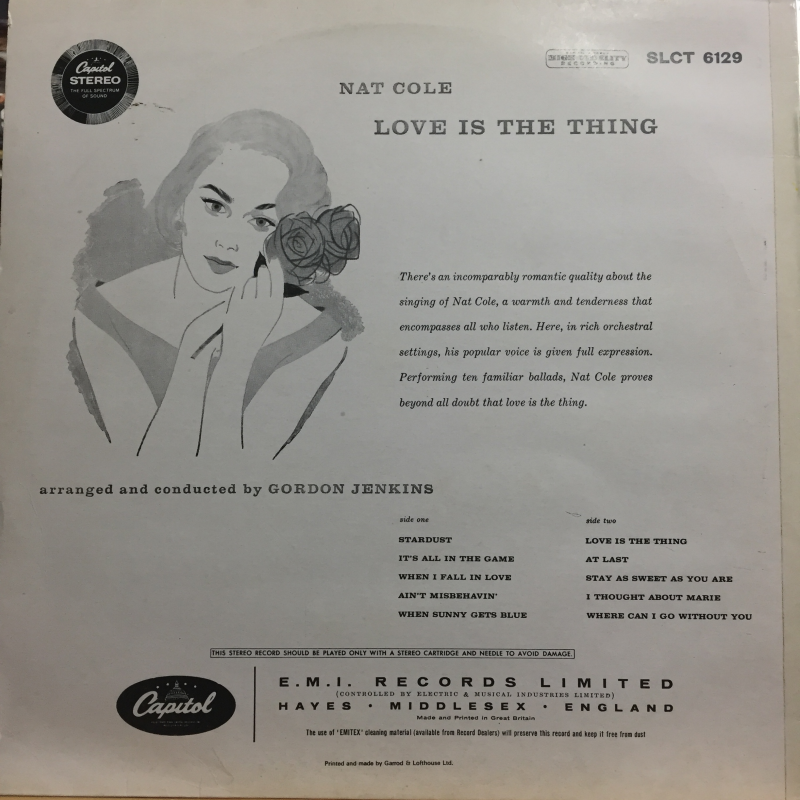 Capitol
STEREO
THE FULL SPECTRUM
OF SOUND
HIGH FIDELITY
RECORDING
SLCT 6129
NAT COLE
LOVE IS THE THING
There's an incomparably romantic quality about the
singing of Nat Cole, a warmth and tenderness that
encompasses all who listen. Here, in rich orchestral
settings, his popular voice is given full expression.
Performing ten familiar ballads, Nat Cole proves
beyond all doubt that love is the thing.
arranged and conducted by GORDON JENKINS
side one
STARDUST
IT'S ALL IN THE GAME
WHEN I FALL IN LOVE
AIN'T MISBEHAVIN'
WHEN SUNNY GETS BLUE
side two
LOVE IS THE THING
AT LAST
STAY AS SWEET AS YOU ARE
I THOUGHT ABOUT MARIE
WHERE CAN I GO WITHOUT YOU
THIS STEREO RECORD SHOULD BE PLAYED ONLY WITH A STEREO CARTRIDGE AND NEEDLE TO AVOID DAMAGE.
Capitol
E.M.I. RECORDS LIMITED
(CONTROLLED BY ELECTRIC & MUSICAL INDUSTRIES LIMITED)
HAYES · MIDDLESEX · ENGLAND
Made and Printed in Great Britain
The use of "EMITEX" cleaning material (available from Record Dealers) will preserve this record and keep it free from dust
Printed and made by Garrod & Lofthouse Ltd.